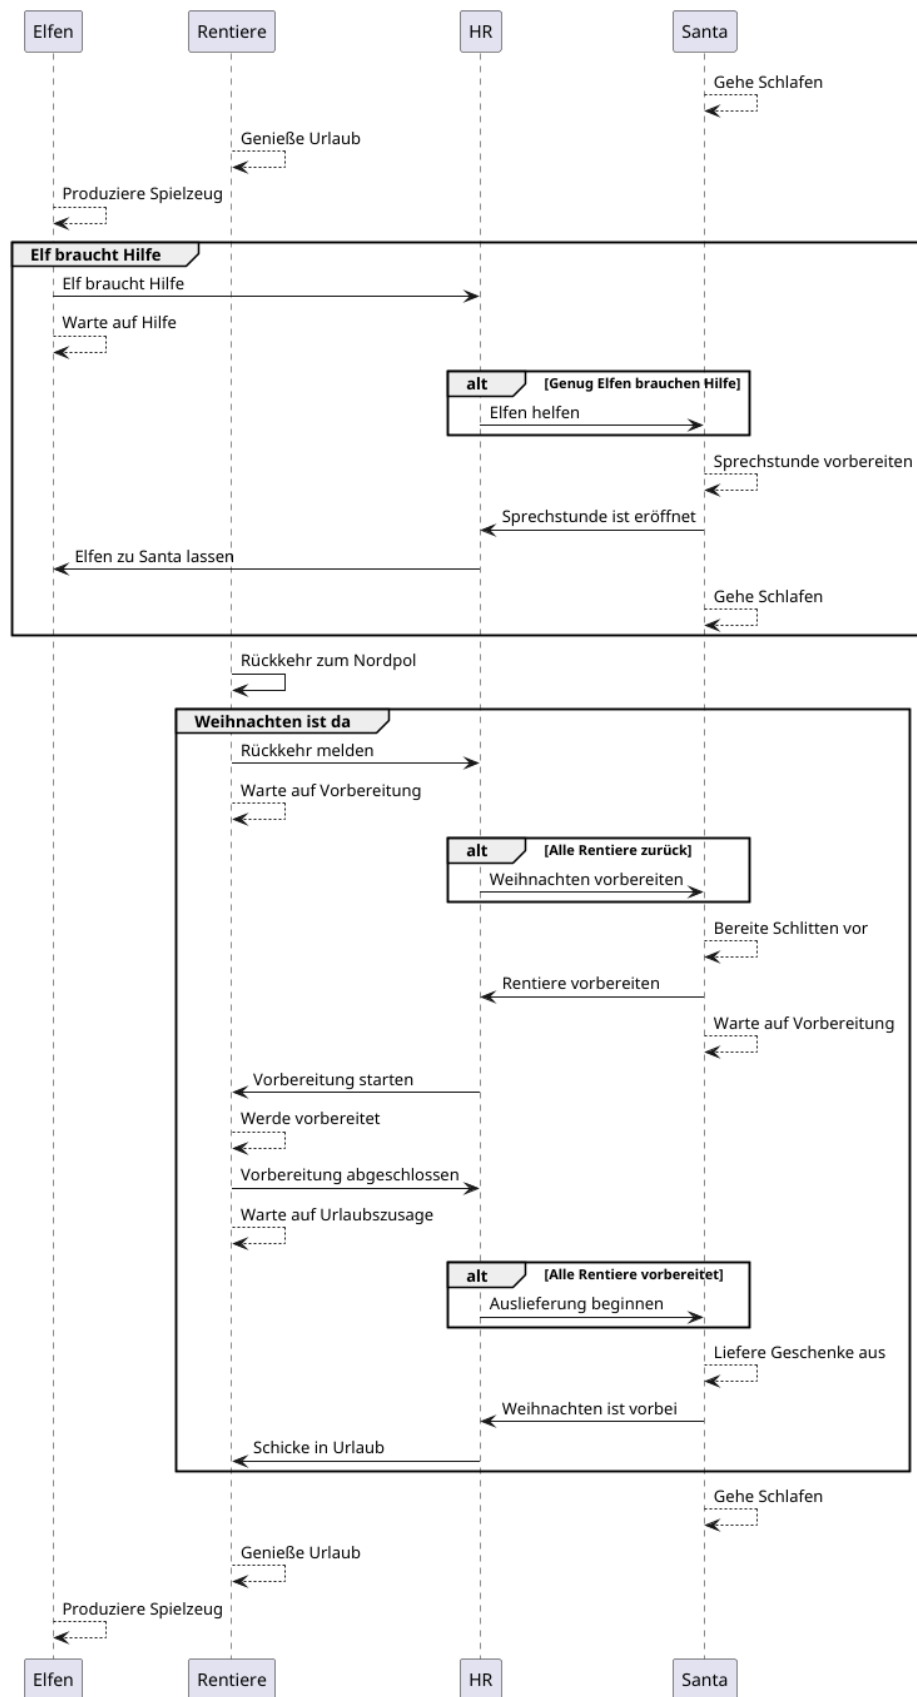 Elfen Rentiere HR Santa
Gehe Schlafen
Genieße Urlaub
Produziere Spielzeug
Elf braucht Hilfe
Elf braucht Hilfe
Warte auf Hilfe
alt [Genug Elfen brauchen Hilfe]
Elfen helfen
Sprechstunde vorbereiten
Sprechstunde ist eröffnet
Elfen zu Santa lassen
Gehe Schlafen
Rückkehr zum Nordpol
Weihnachten ist da
Rückkehr melden
Warte auf Vorbereitung
alt [Alle Rentiere zurück]
Weihnachten vorbereiten
Bereite Schlitten vor
Rentiere vorbereiten
Warte auf Vorbereitung
Vorbereitung starten
Werde vorbereitet
Vorbereitung abgeschlossen
Warte auf Urlaubszusage
alt [Alle Rentiere vorbereitet]
Auslieferung beginnen
Liefere Geschenke aus
Weihnachten ist vorbei
Schicke in Urlaub
Gehe Schlafen
Genieße Urlaub
Produziere Spielzeug
Elfen Rentiere HR Santa